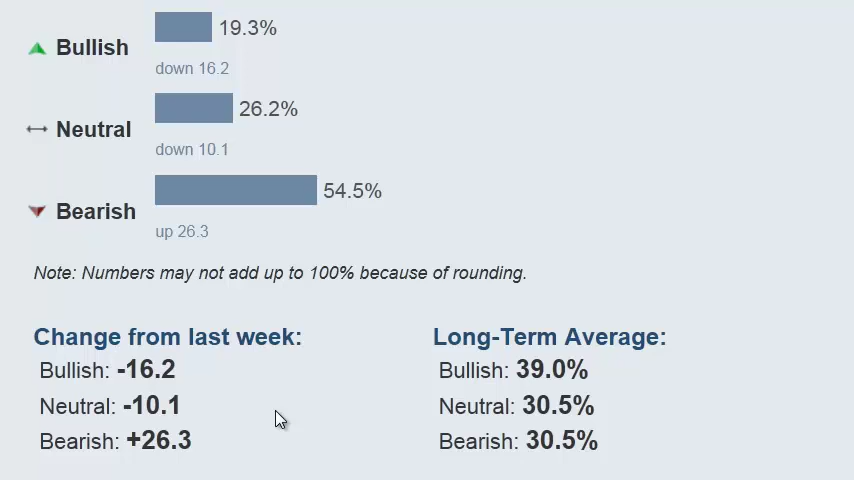 19.3%
Bullish
down 16.2
26.2%
Neutral
down 10.1
54.5%
Bearish
up 26.3
Note: Numbers may not add up to 100% because of rounding.
Change from last week:
Bullish: -16.2
Neutral: -10.1
Bearish: +26.3
Long-Term Average:
Bullish: 39.0%
Neutral: 30.5%
Bearish: 30.5%